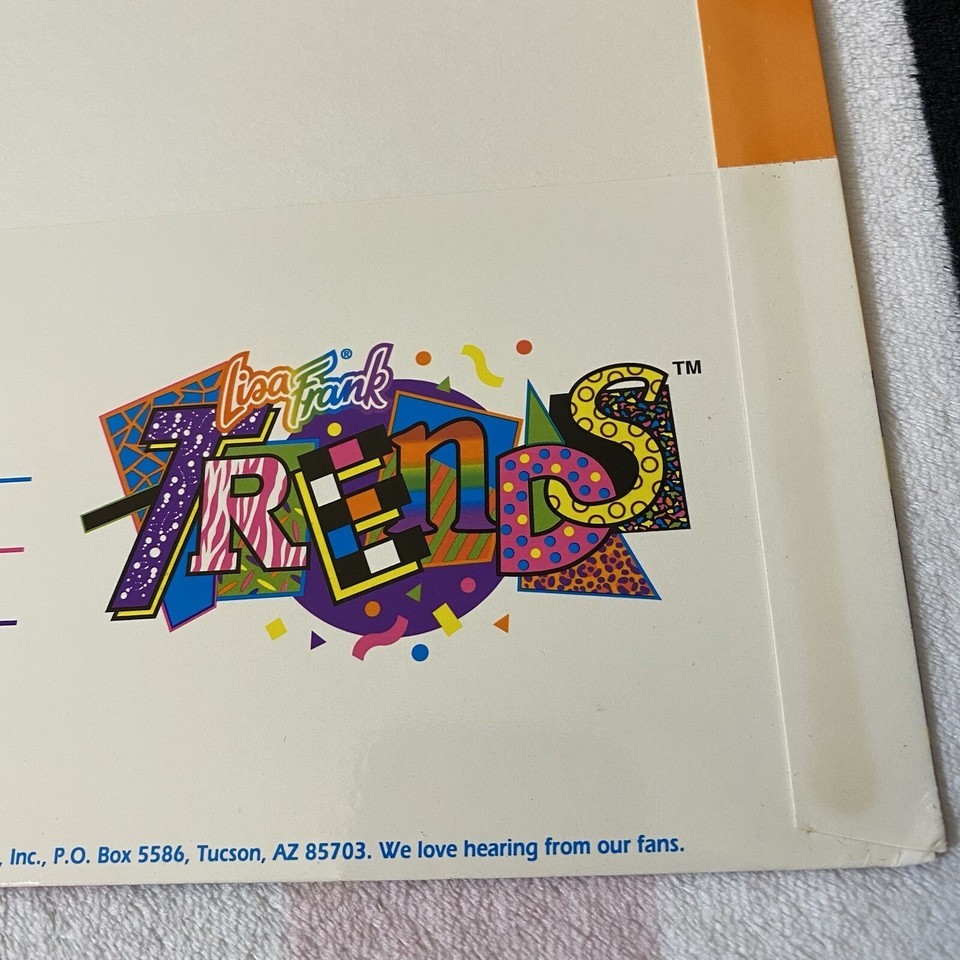 Lisa Frank®
TRENDS™
, Inc., P.O. Box 5586, Tucson, AZ 85703. We love hearing from our fans.